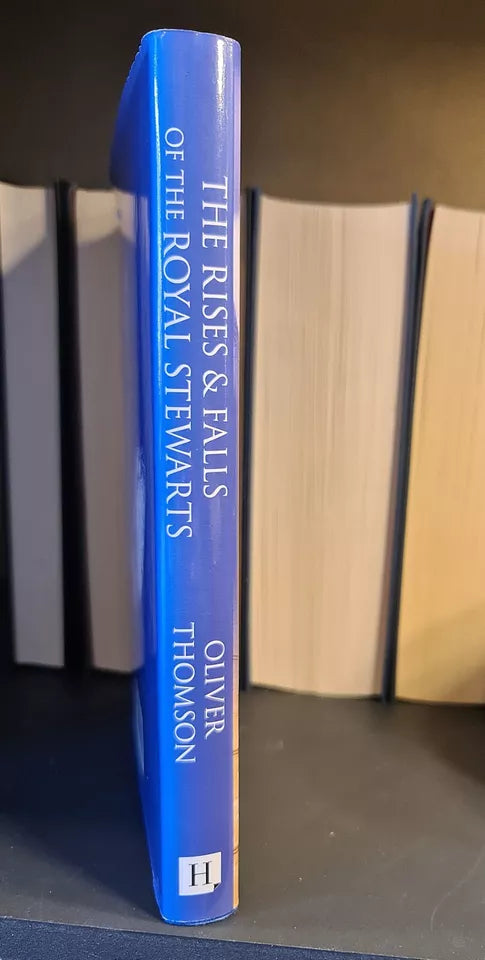 THE RISES & FALLS
OF THE ROYAL STEWARTS
OLIVER
THOMSON
H